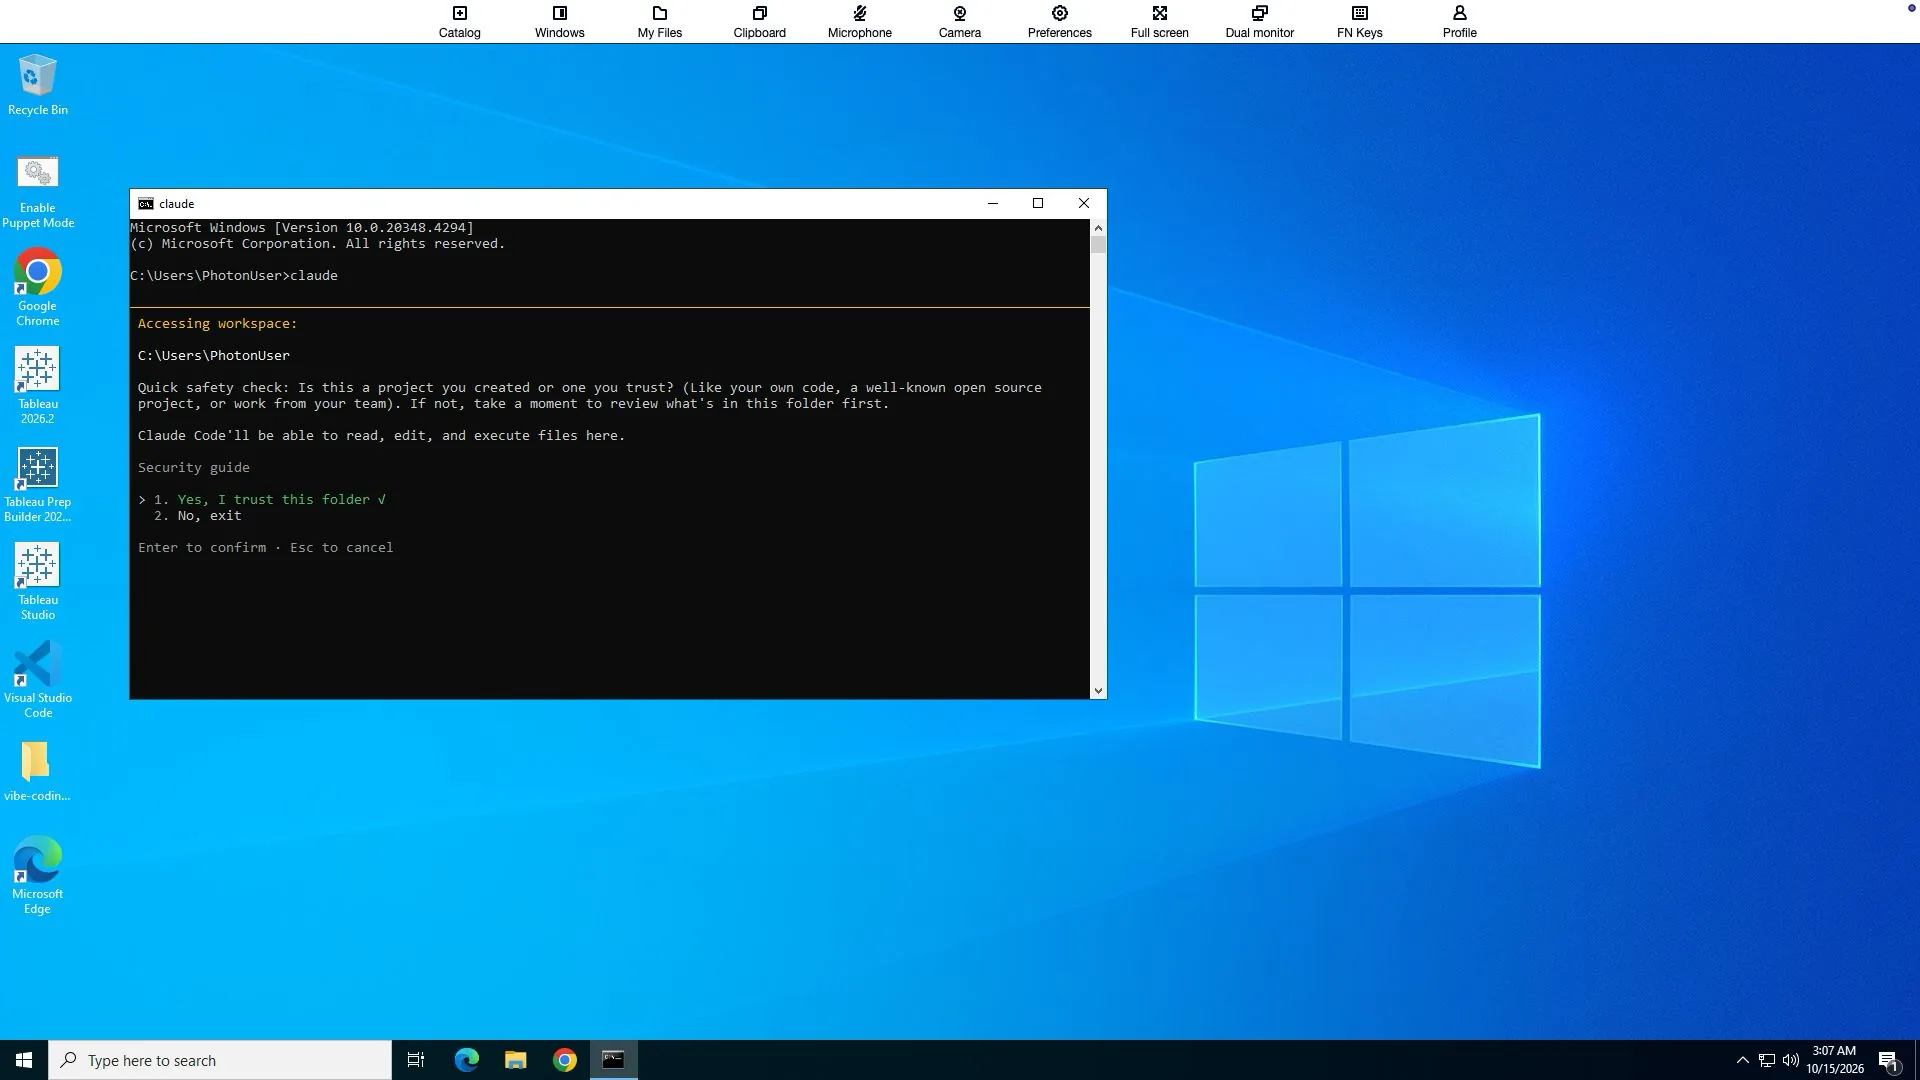 Catalog
Windows
My Files
Clipboard
Microphone
Camera
Preferences
Full screen
Dual monitor
FN Keys
Profile
Recycle Bin
Enable
Puppet Mode
Google
Chrome
Tableau
2026.2
Tableau Prep
Builder 202...
Tableau
Studio
Visual Studio
Code
vibe-codin...
Microsoft
Edge
claude
Microsoft Windows [Version 10.0.20348.4294]
(c) Microsoft Corporation. All rights reserved.
C:\Users\PhotonUser>claude
Accessing workspace:
C:\Users\PhotonUser
Quick safety check: Is this a project you created or one you trust? (Like your own code, a well-known open source
project, or work from your team). If not, take a moment to review what's in this folder first.
Claude Code'll be able to read, edit, and execute files here.
Security guide
> 1. Yes, I trust this folder √
2. No, exit
Enter to confirm · Esc to cancel
Type here to search
3:07 AM
10/15/2026
1